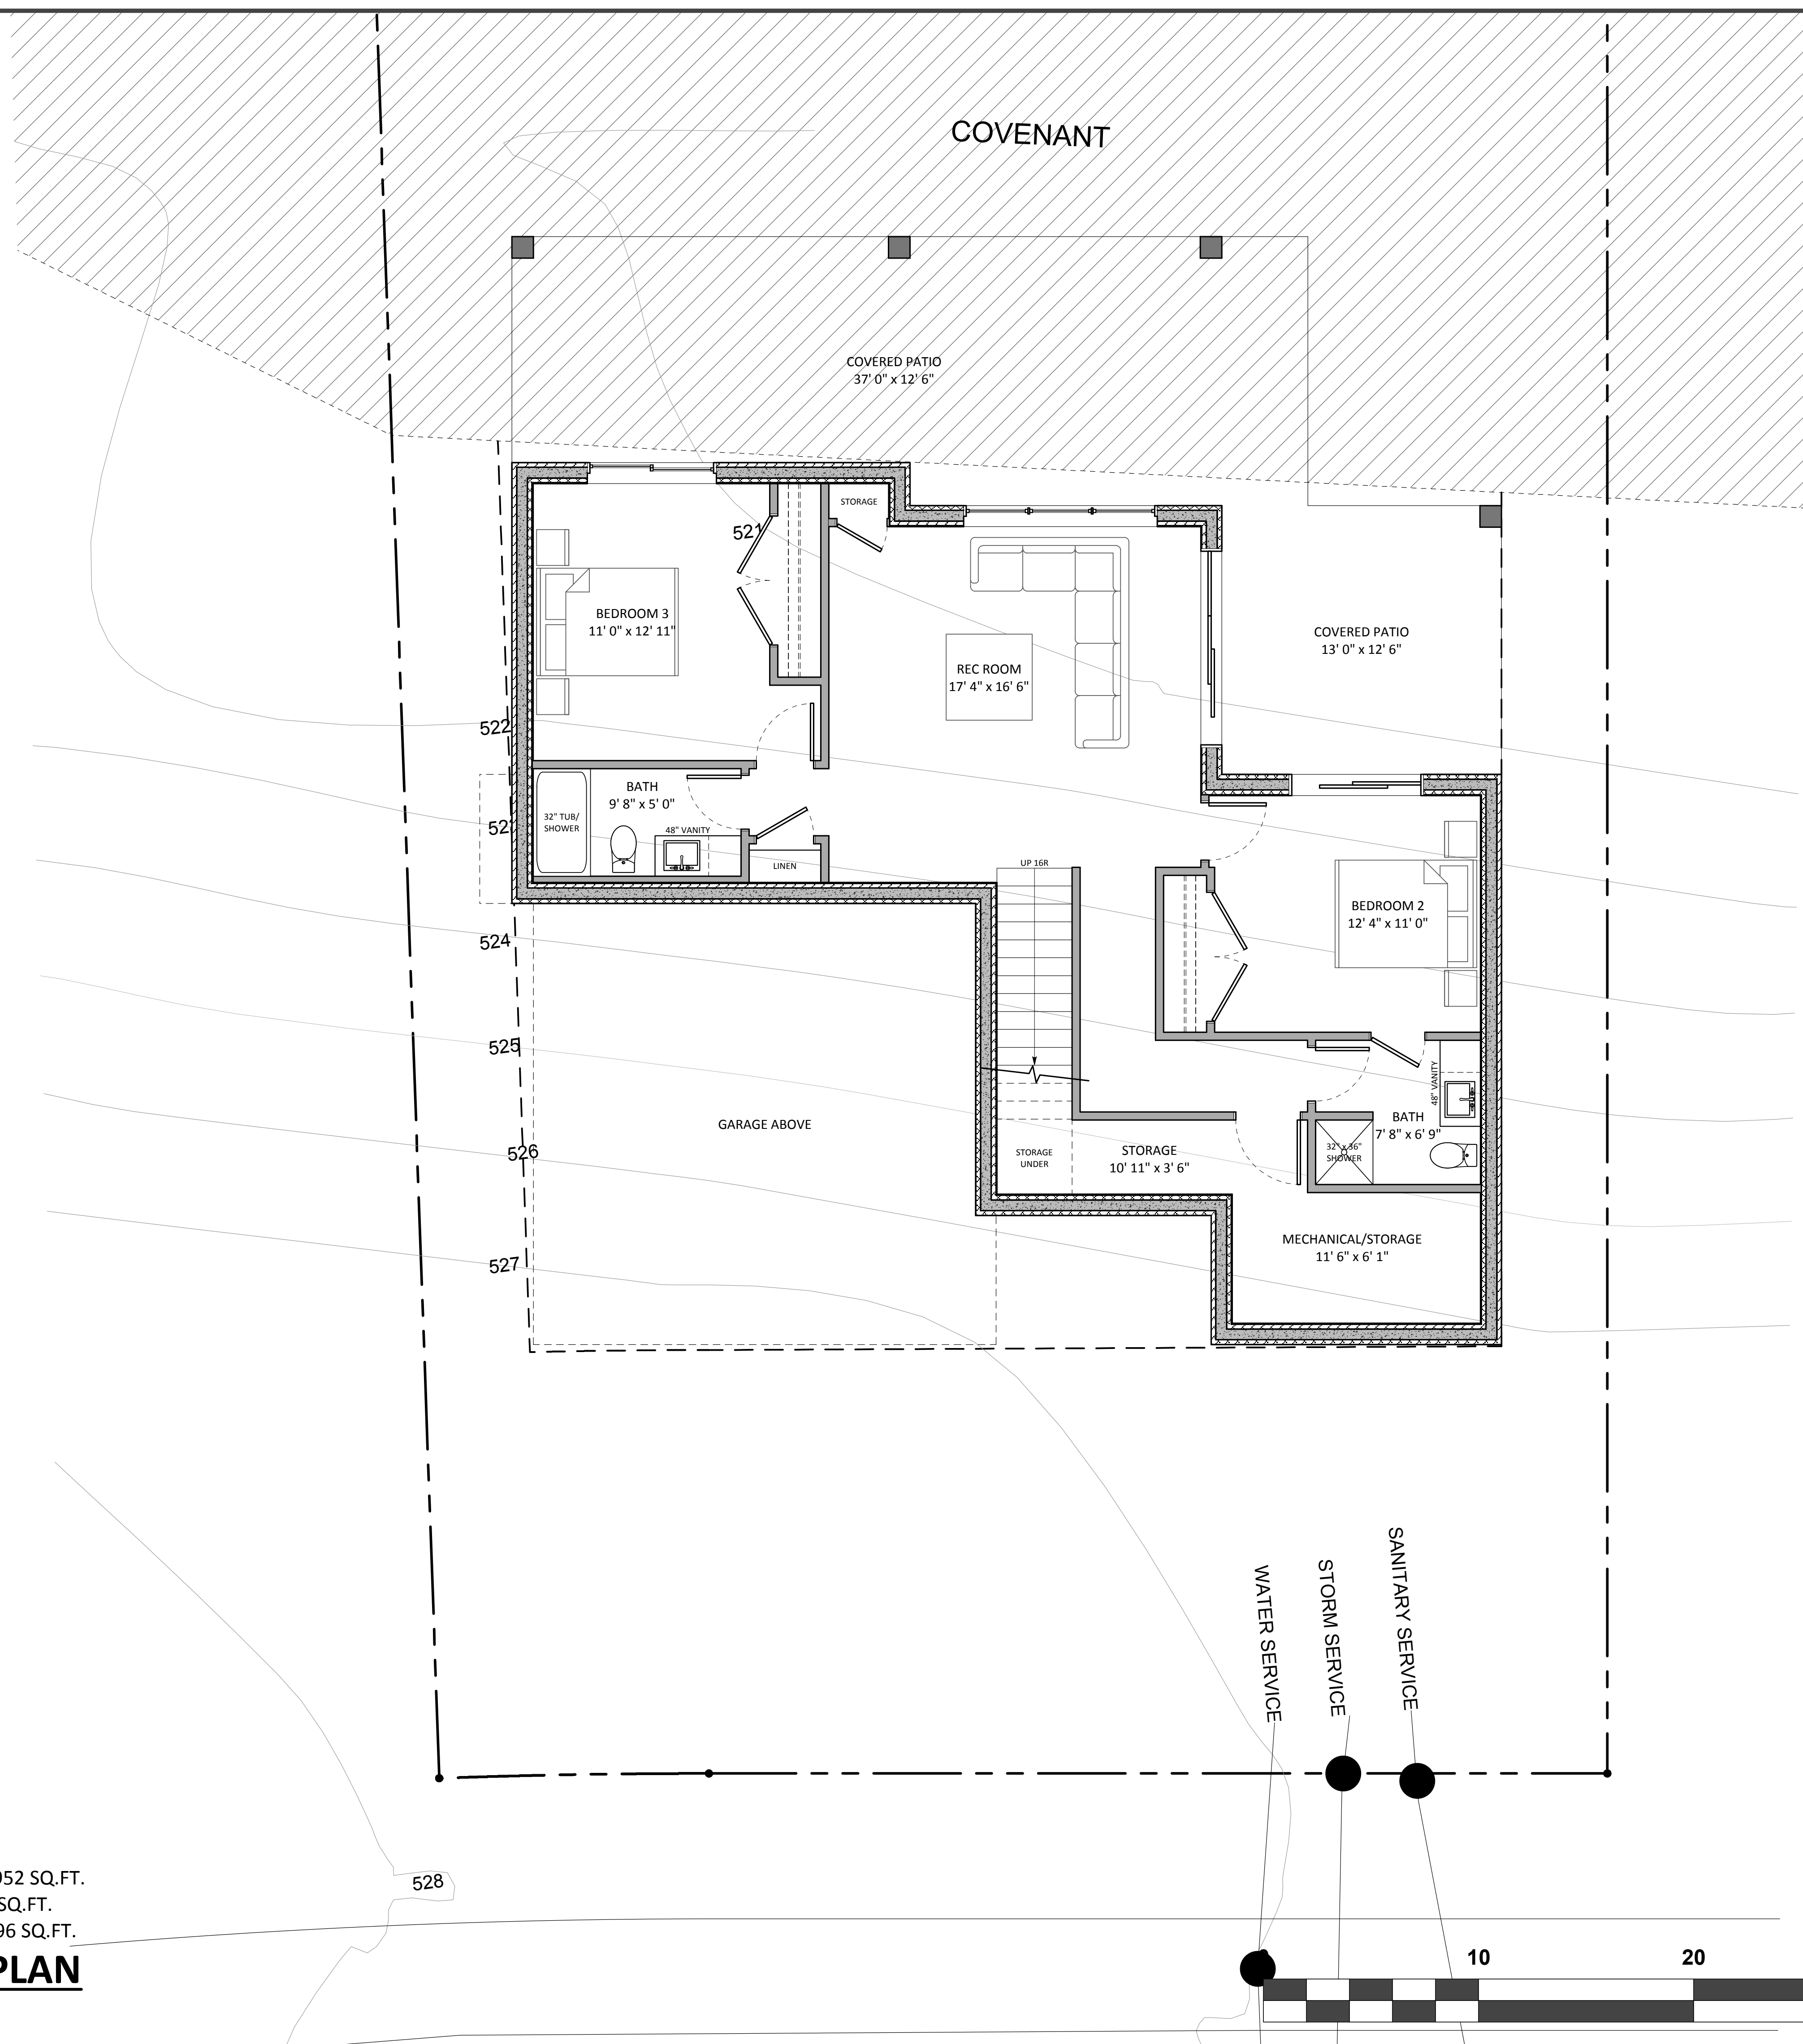 COVENANT
COVERED PATIO
37' 0" x 12' 6"
STORAGE
521
BEDROOM 3
11' 0" x 12' 11"
COVERED PATIO
13' 0" x 12' 6"
REC ROOM
17' 4" x 16' 6"
522
BATH
9' 8" x 5' 0"
32" TUB/
SHOWER
48" VANITY
LINEN
UP 16R
BEDROOM 2
12' 4" x 11' 0"
524
525
48" VANITY
GARAGE ABOVE
BATH
7' 8" x 6' 9"
526
STORAGE
UNDER
STORAGE
10' 11" x 3' 6"
32" x 36"
SHOWER
MECHANICAL/STORAGE
11' 6" x 6' 1"
527
WATER SERVICE
STORM SERVICE
SANITARY SERVICE
528
SQ.FT.
SQ.FT.
SQ.FT.
PLAN
10
20